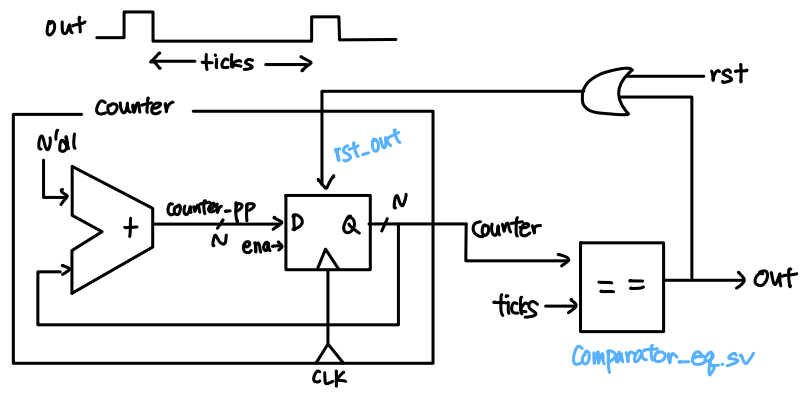 out
ticks
rst
counter
N'd1
rst_out
+
counter_pp
N
D
Q
N
ena
counter
ticks
= =
out
CLK
Comparator_eq.sv